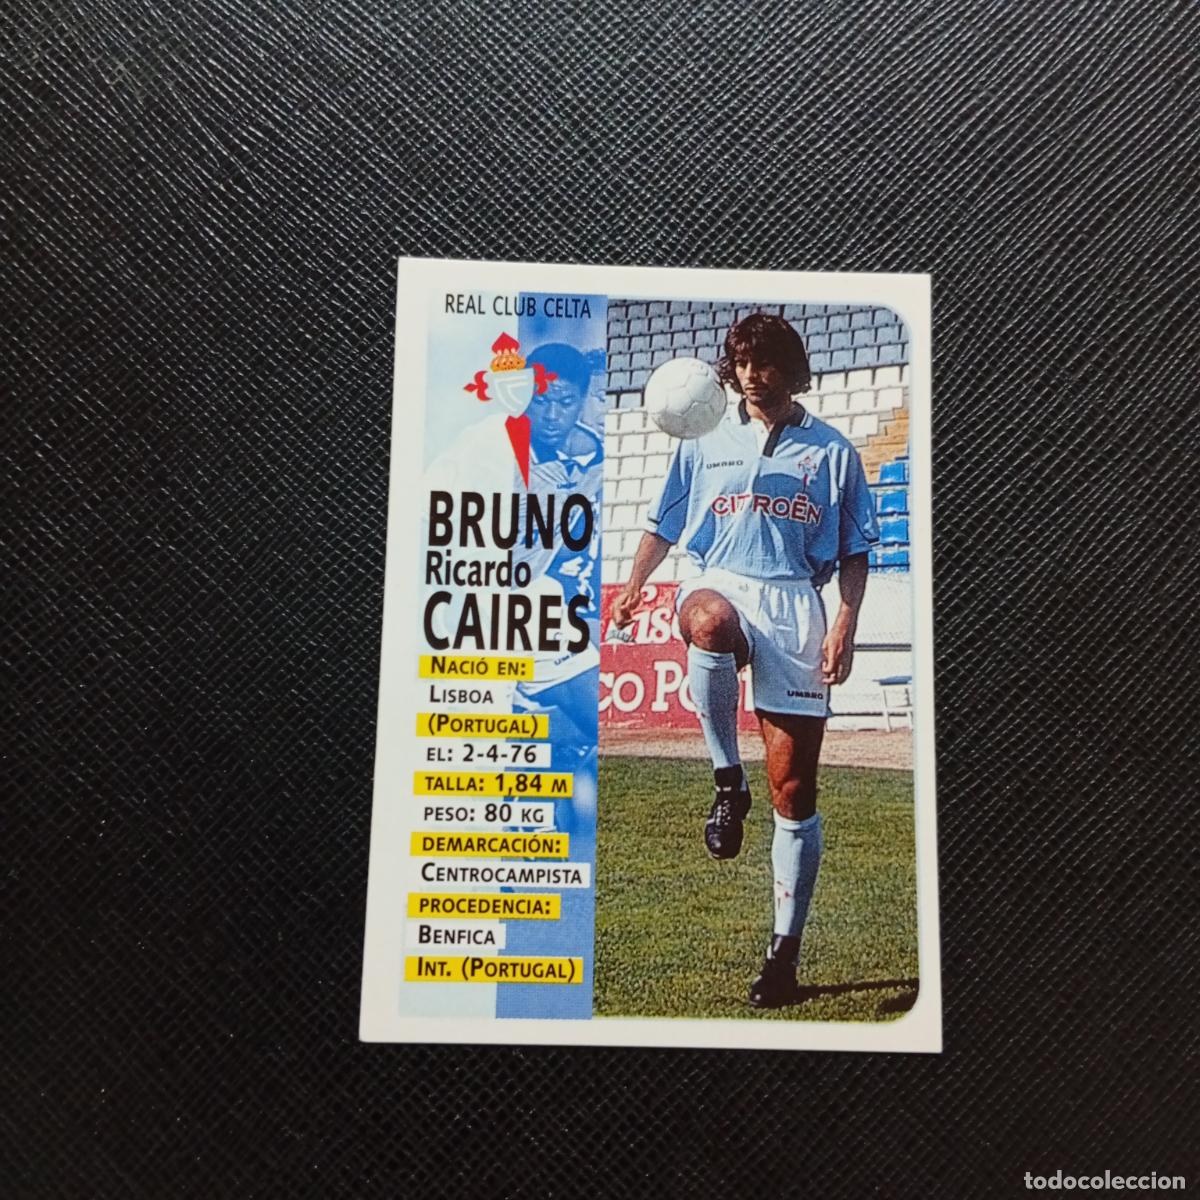 REAL CLUB CELTA
BRUNO
Ricardo
CAIRES
NACIÓ EN:
LISBOA
(PORTUGAL)
EL: 2-4-76
TALLA: 1,84 M
PESO: 80 KG
DEMARCACIÓN:
CENTROCAMPISTA
PROCEDENCIA:
BENFICA
INT. (PORTUGAL)
UMBRO
CITROËN
UMBRO
todocoleccion